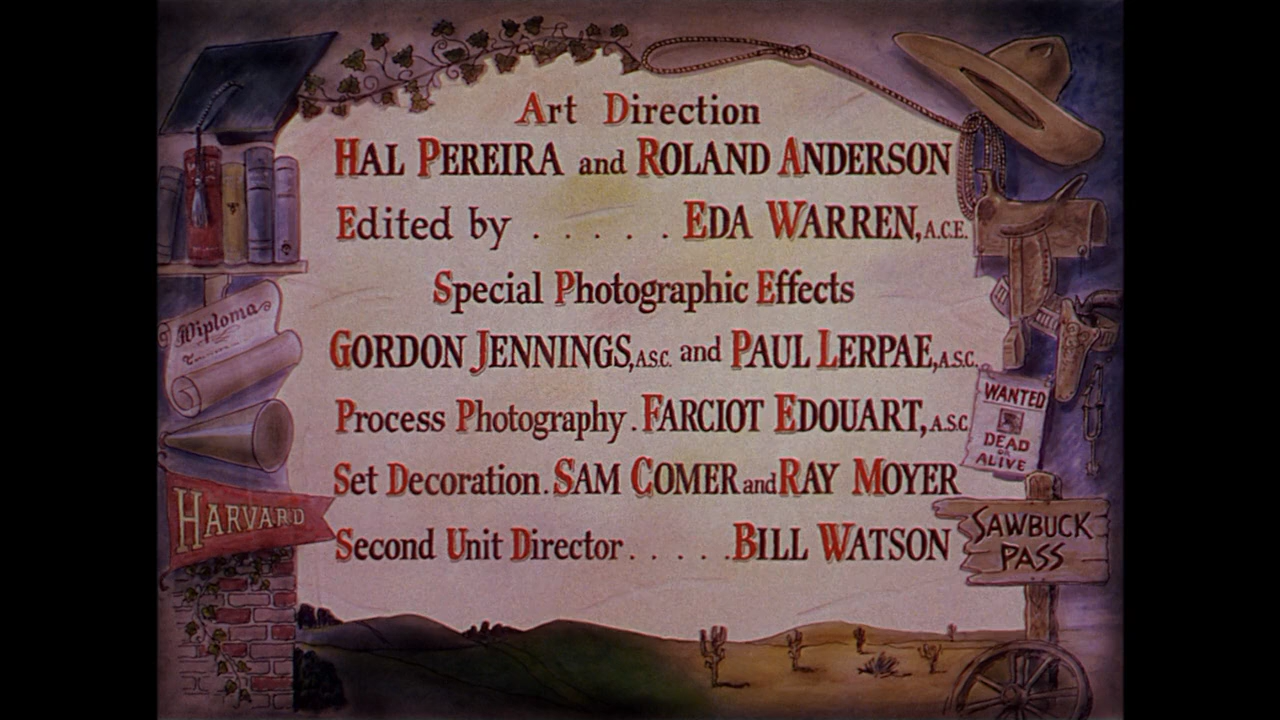 Art Direction
HAL PEREIRA and ROLAND ANDERSON
Edited by . . . . . EDA WARREN, A.C.E.
Special Photographic Effects
GORDON JENNINGS, A.S.C. and PAUL LERPAE, A.S.C.
Process Photography . FARCIOT EDOUART, A.S.C.
Set Decoration . SAM COMER and RAY MOYER
Second Unit Director . . . . . BILL WATSON
Diploma
HARVARD
WANTED
DEAD
OR
ALIVE
SAWBUCK
PASS